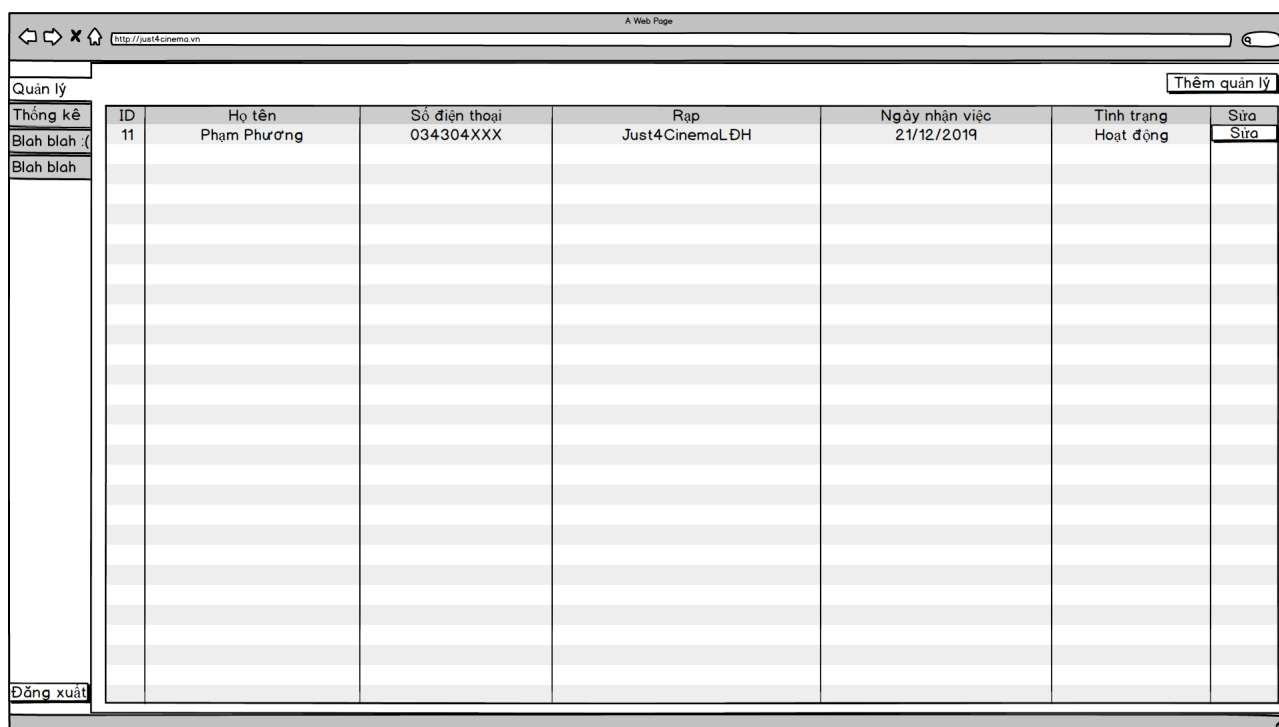 A Web Page
http://just4cinema.vn
Quản lý
Thêm quản lý
Thống kê
Blah blah :(
Blah blah
ID Họ tên Số điện thoại Rạp Ngày nhận việc Tình trạng Sửa
11 Phạm Phương 034304XXX Just4CinemaLĐH 21/12/2019 Hoạt động Sửa
Đăng xuất